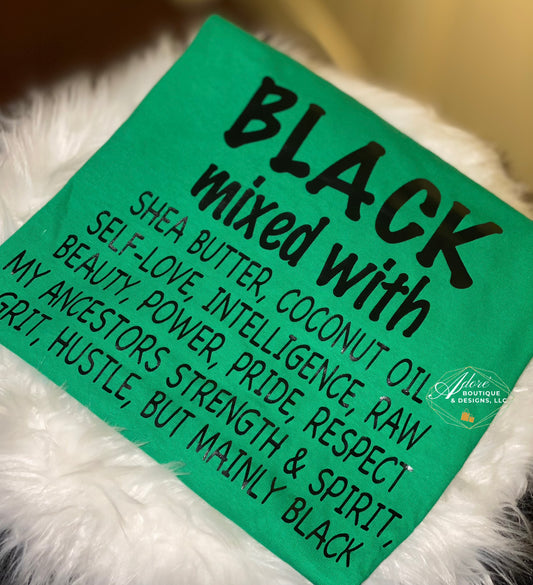 BLACK
mixed with
SHEA BUTTER, COCONUT OIL
SELF-LOVE, INTELLIGENCE, RAW
BEAUTY, POWER, PRIDE, RESPECT
MY ANCESTORS STRENGTH & SPIRIT,
GRIT, HUSTLE, BUT MAINLY BLACK
Adore
BOUTIQUE
& DESIGNS, LLC